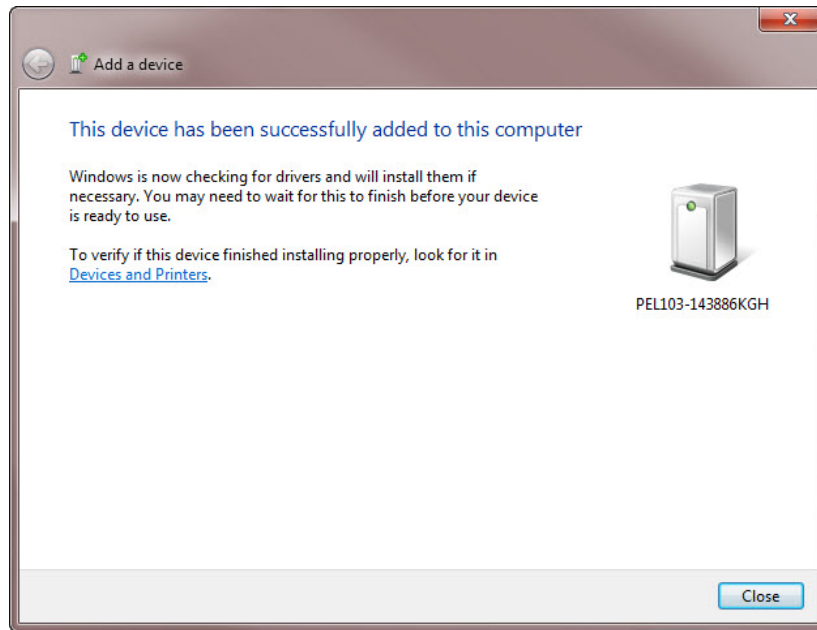 Add a device
This device has been successfully added to this computer
Windows is now checking for drivers and will install them if
necessary. You may need to wait for this to finish before your device
is ready to use.
To verify if this device finished installing properly, look for it in
Devices and Printers.
PEL103-143886KGH
Close